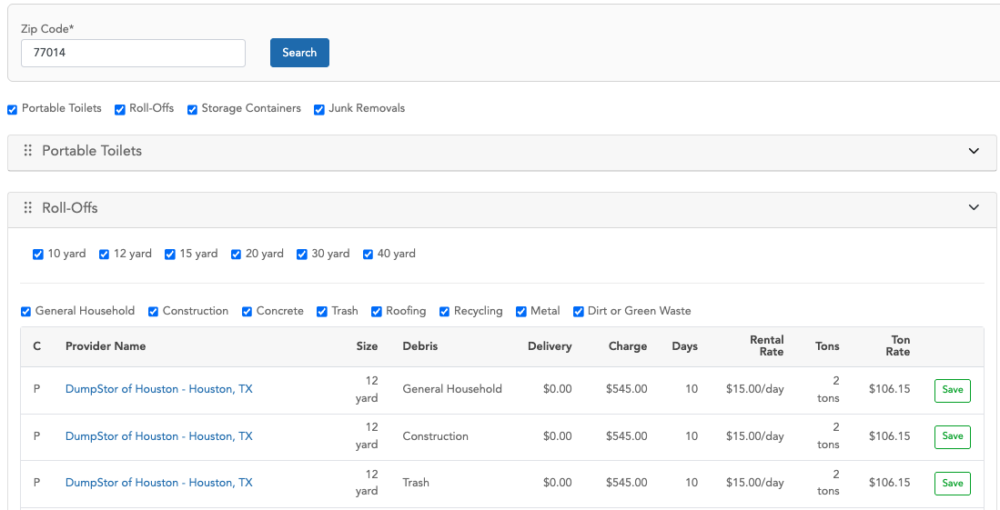 Zip Code*
77014
Search
Portable Toilets Roll-Offs Storage Containers Junk Removals
Portable Toilets
Roll-Offs
10 yard 12 yard 15 yard 20 yard 30 yard 40 yard
General Household Construction Concrete Trash Roofing Recycling Metal Dirt or Green Waste
C Provider Name Size Debris Delivery Charge Days Rental Rate Tons Ton Rate
P DumpStor of Houston - Houston, TX 12 yard General Household $0.00 $545.00 10 $15.00/day 2 tons $106.15 Save
P DumpStor of Houston - Houston, TX 12 yard Construction $0.00 $545.00 10 $15.00/day 2 tons $106.15 Save
P DumpStor of Houston - Houston, TX 12 yard Trash $0.00 $545.00 10 $15.00/day 2 tons $106.15 Save